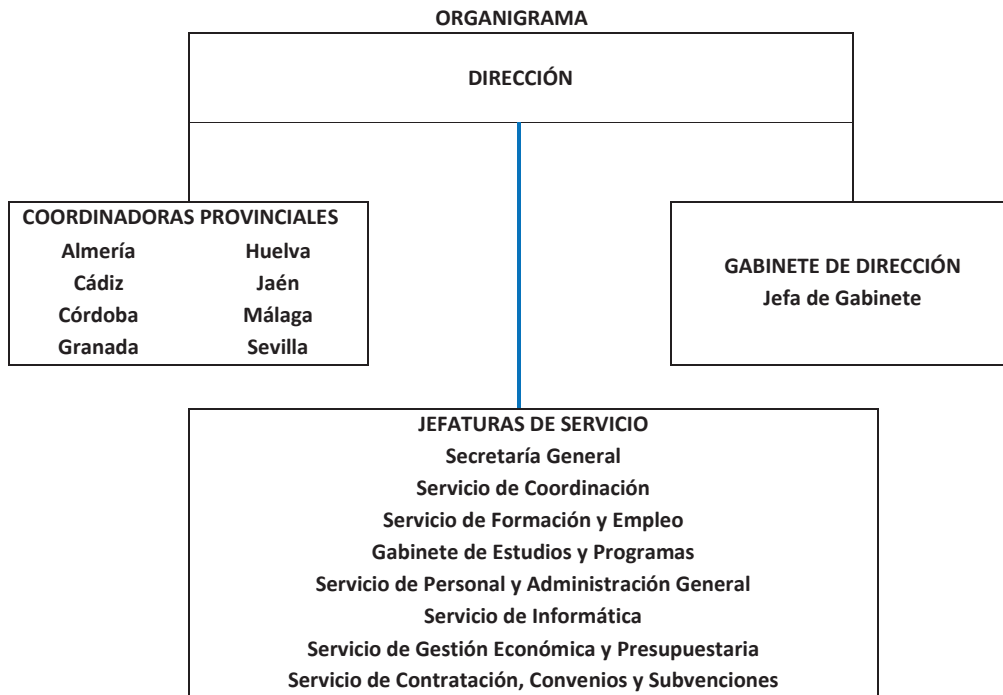 ORGANIGRAMA
DIRECCIÓN
COORDINADORAS PROVINCIALES
Almería Huelva
Cádiz Jaén
Córdoba Málaga
Granada Sevilla
GABINETE DE DIRECCIÓN
Jefa de Gabinete
JEFATURAS DE SERVICIO
Secretaría General
Servicio de Coordinación
Servicio de Formación y Empleo
Gabinete de Estudios y Programas
Servicio de Personal y Administración General
Servicio de Informática
Servicio de Gestión Económica y Presupuestaria
Servicio de Contratación, Convenios y Subvenciones